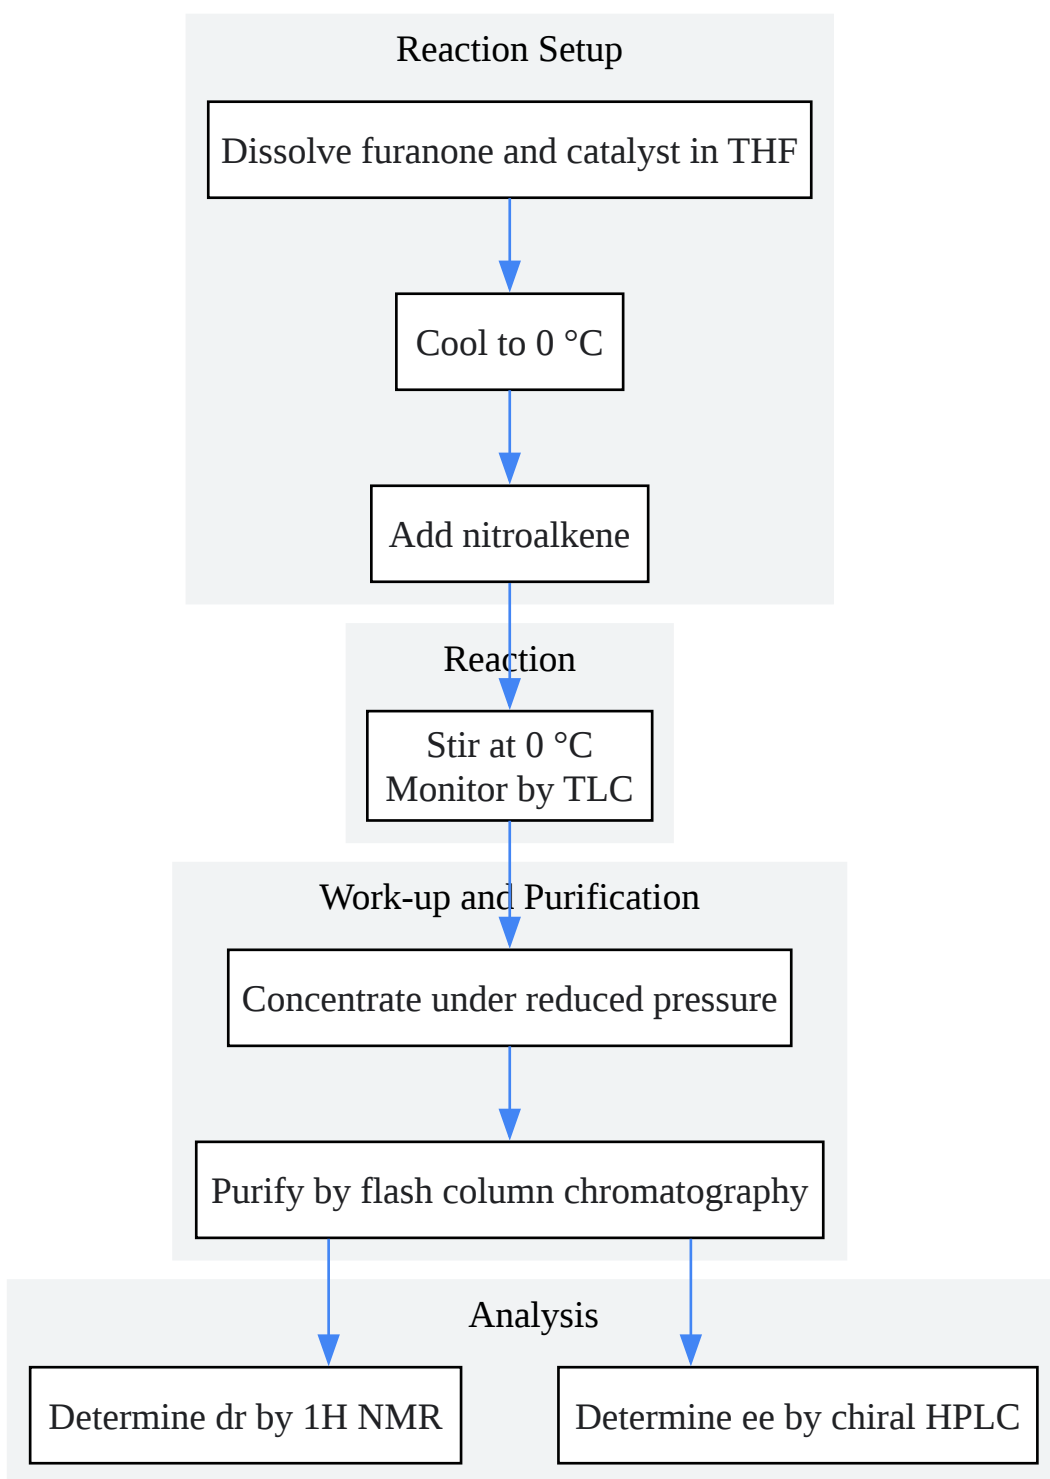 Reaction Setup
Dissolve furanone and catalyst in THF
Cool to 0 °C
Add nitroalkene
Reaction
Stir at 0 °C
Monitor by TLC
Work-up and Purification
Concentrate under reduced pressure
Purify by flash column chromatography
Analysis
Determine dr by 1H NMR
Determine ee by chiral HPLC